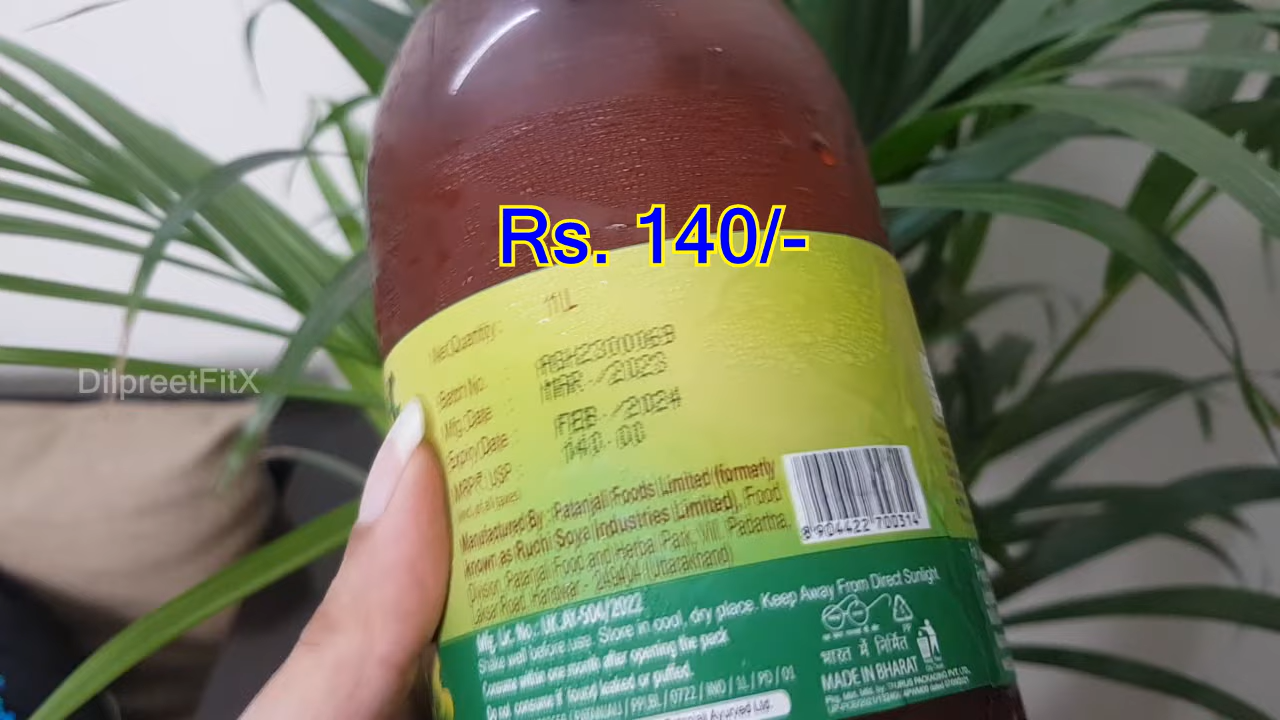 Rs. 140/-
DilpreetFitX
Net Quantity : 1L
Batch No. :
Mfg. Date : MAR. /2023
Expiry Date : FEB. /2024
MRP ₹. USP : 140.00
Manufactured By : Patanjali Foods Limited (formerly
known as Ruchi Soya Industries Limited), (Food
Division, Patanjali Food and Herbal Park, Vill. Padartha,
Laksar Road, Haridwar - 249404 (Uttarakhand)
8 904422 700314
Mfg. Lic. No.: UK.AY-504/2022
Shake well before use. Store in cool, dry place. Keep Away From Direct Sunlight
Consume within one month after opening the pack
Do not consume if found leaked or puffed.
भारत में निर्मित
MADE IN BHARAT